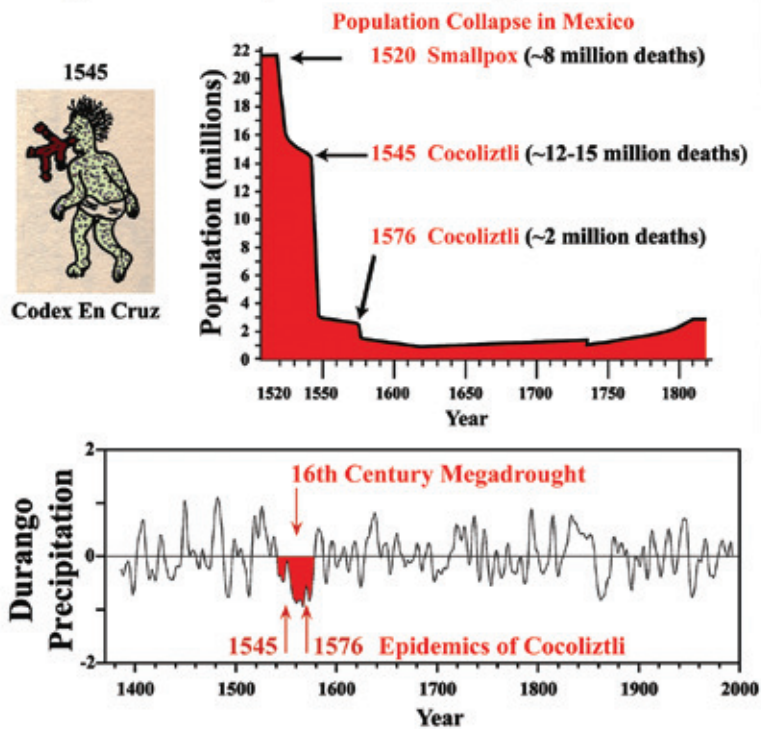 Population Collapse in Mexico
1545
Codex En Cruz
Population (millions)
22
20
18
16
14
12
10
8
6
4
2
0
1520 Smallpox (~8 million deaths)
1545 Cocoliztli (~12-15 million deaths)
1576 Cocoliztli (~2 million deaths)
1520 1550 1600 1650 1700 1750 1800
Year
Durango
Precipitation
2
0
-2
16th Century Megadrought
1545 1576 Epidemics of Cocoliztli
1400 1500 1600 1700 1800 1900 2000
Year